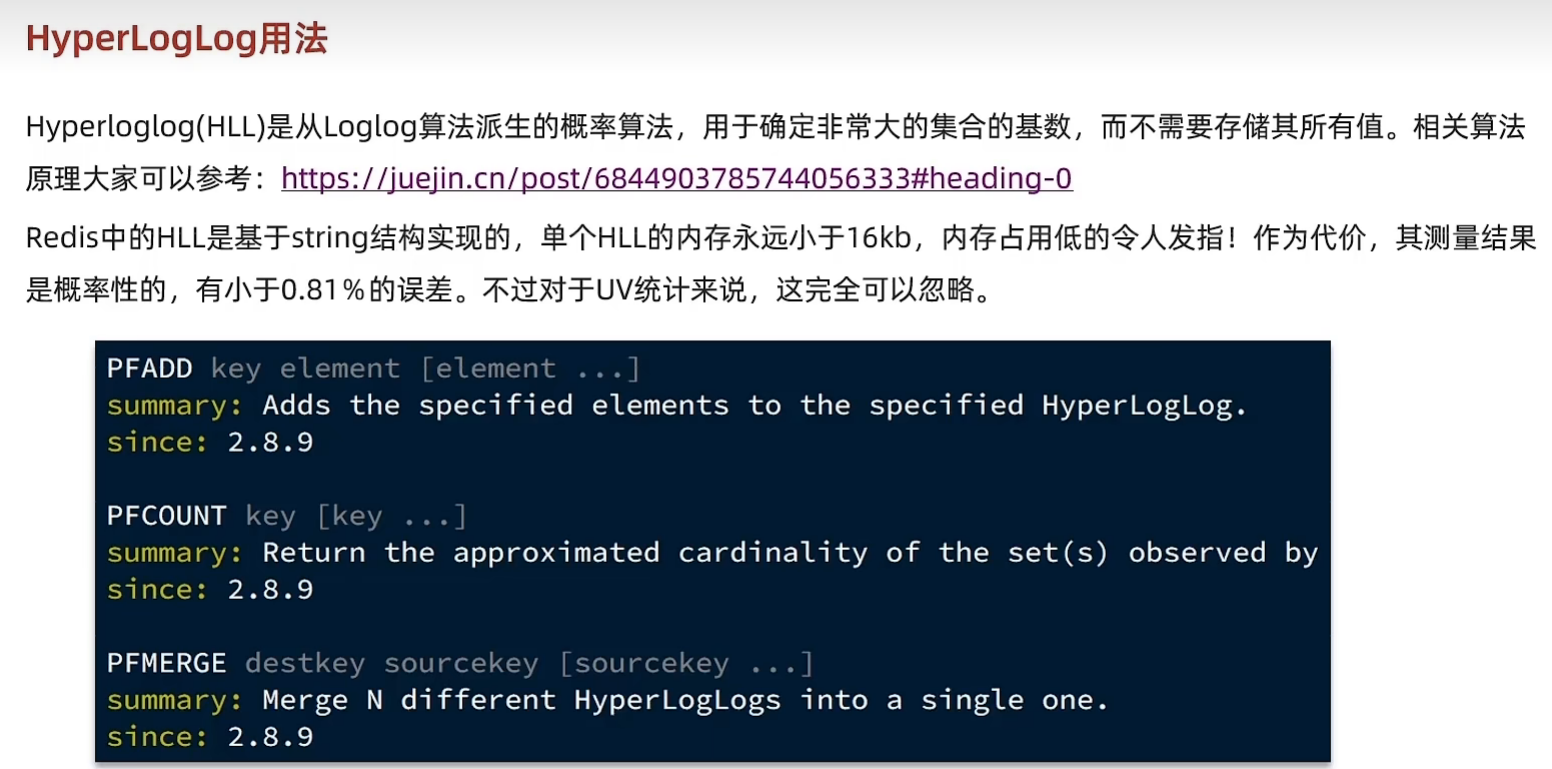 HyperLogLog用法
Hyperloglog(HLL)是从Loglog算法派生的概率算法，用于确定非常大的集合的基数，而不需要存储其所有值。相关算法
原理大家可以参考：https://juejin.cn/post/6844903785744056333#heading-0
Redis中的HLL是基于string结构实现的，单个HLL的内存永远小于16kb，内存占用低的令人发指！作为代价，其测量结果
是概率性的，有小于0.81％的误差。不过对于UV统计来说，这完全可以忽略。
PFADD key element [element ...]
summary: Adds the specified elements to the specified HyperLogLog.
since: 2.8.9
PFCOUNT key [key ...]
summary: Return the approximated cardinality of the set(s) observed by
since: 2.8.9
PFMERGE destkey sourcekey [sourcekey ...]
summary: Merge N different HyperLogLogs into a single one.
since: 2.8.9